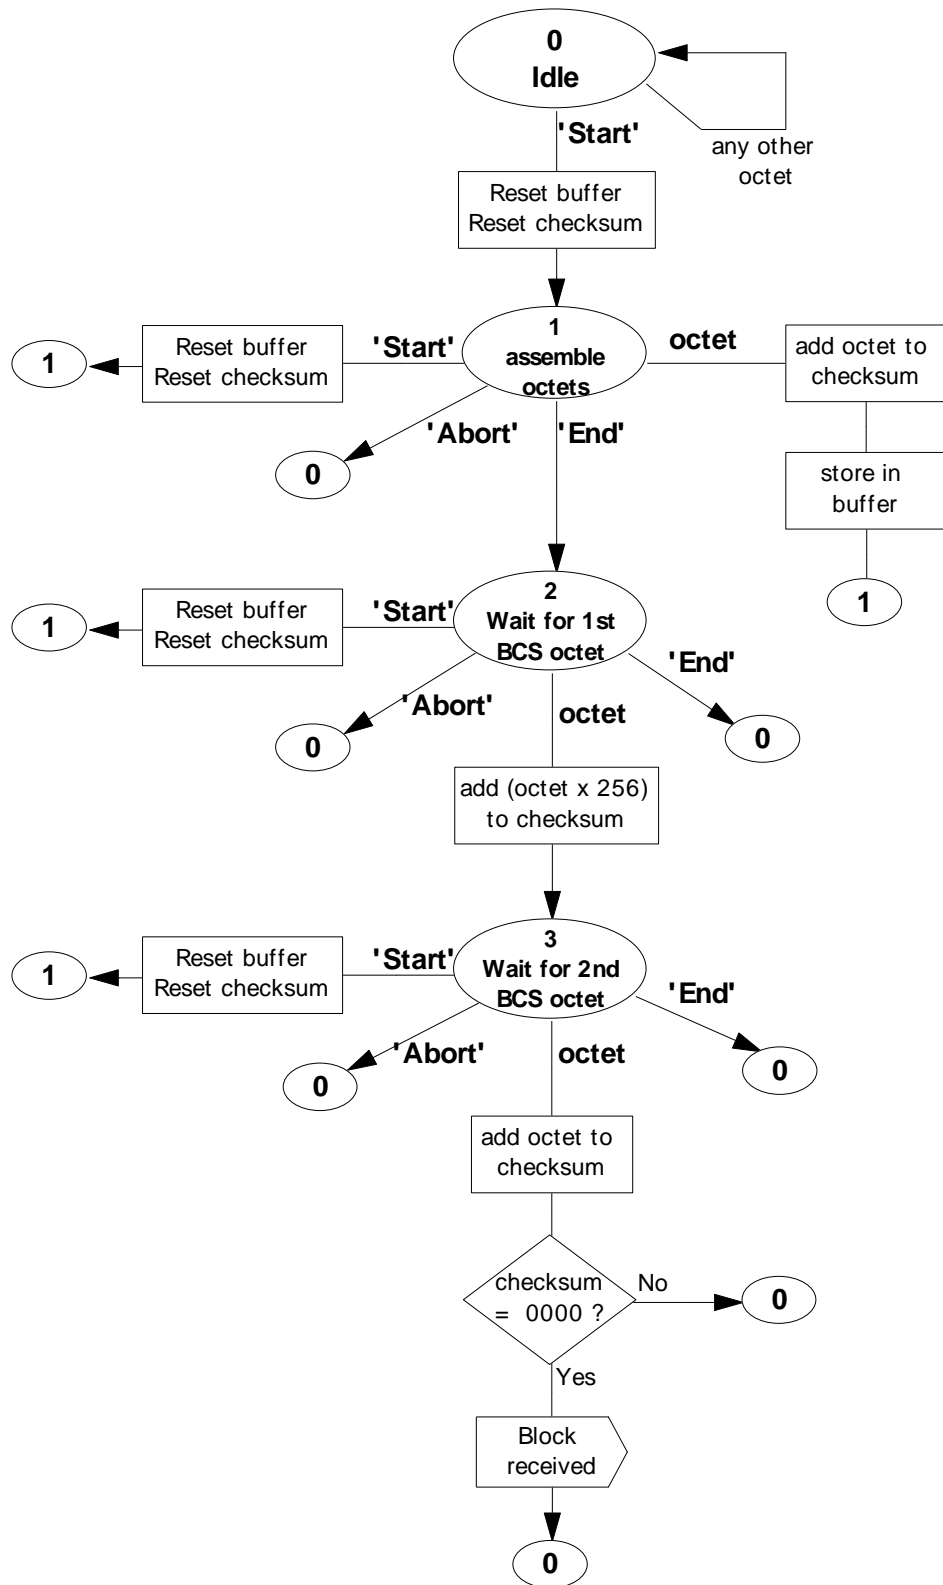 0
Idle
'Start'
any other
octet
Reset buffer
Reset checksum
1
assemble
octets
'Start'
Reset buffer
Reset checksum
1
octet
add octet to
checksum
'Abort'
'End'
0
store in
buffer
1
2
Wait for 1st
BCS octet
'Start'
Reset buffer
Reset checksum
1
'End'
'Abort'
octet
0
0
add (octet x 256)
to checksum
3
Wait for 2nd
BCS octet
'Start'
Reset buffer
Reset checksum
1
'End'
'Abort'
octet
0
0
add octet to
checksum
checksum
= 0000 ?
No
0
Yes
Block
received
0